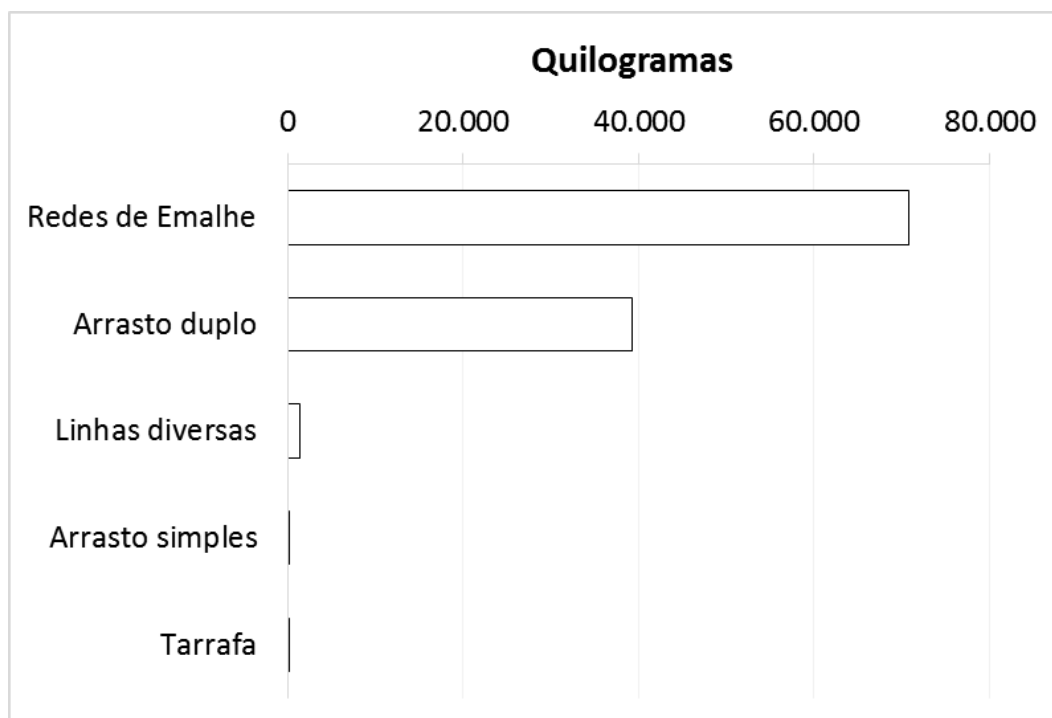 Quilogramas
0 20.000 40.000 60.000 80.000
Redes de Emalhe
Arrasto duplo
Linhas diversas
Arrasto simples
Tarrafa